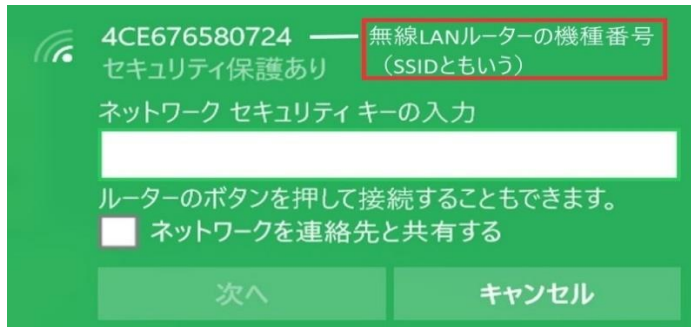 4CE676580724
無線LANルーターの機種番号
(SSIDともいう)
セキュリティ保護あり
ネットワーク セキュリティ キーの入力
ルーターのボタンを押して接続することもできます。
ネットワークを連絡先と共有する
次へ
キャンセル